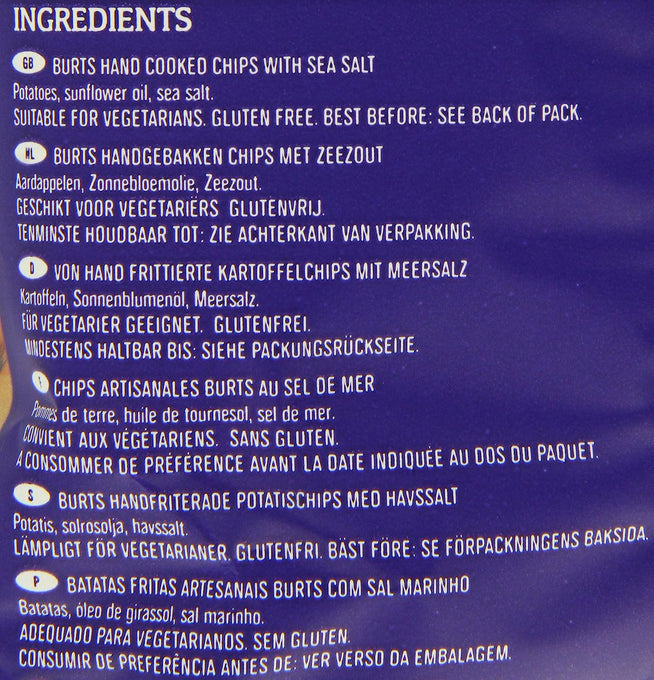 INGREDIENTS
GB BURTS HAND COOKED CHIPS WITH SEA SALT
Potatoes, sunflower oil, sea salt.
SUITABLE FOR VEGETARIANS. GLUTEN FREE. BEST BEFORE: SEE BACK OF PACK.
NL BURTS HANDGEBAKKEN CHIPS MET ZEEZOUT
Aardappelen, Zonnebloemolie, Zeezout.
GESCHIKT VOOR VEGETARIËRS GLUTENVRIJ.
TENMINSTE HOUDBAAR TOT: ZIE ACHTERKANT VAN VERPAKKING.
D VON HAND FRITTIERTE KARTOFFELCHIPS MIT MEERSALZ
Kartoffeln, Sonnenblumenöl, Meersalz.
FÜR VEGETARIER GEEIGNET. GLUTENFREI.
MINDESTENS HALTBAR BIS: SIEHE PACKUNGSRÜCKSEITE.
F CHIPS ARTISANALES BURTS AU SEL DE MER
Pommes de terre, huile de tournesol, sel de mer.
CONVIENT AUX VÉGÉTARIENS. SANS GLUTEN.
A CONSOMMER DE PRÉFÉRENCE AVANT LA DATE INDIQUÉE AU DOS DU PAQUET.
S BURTS HANDFRITERADE POTATISCHIPS MED HAVSSALT
Potatis, solrosolja, havssalt.
LÄMPLIGT FÖR VEGETARIANER. GLUTENFRI. BÄST FÖRE: SE FÖRPACKNINGENS BAKSIDA.
P BATATAS FRITAS ARTESANAIS BURTS COM SAL MARINHO
Batatas, óleo de girassol, sal marinho.
ADEQUADO PARA VEGETARIANOS. SEM GLUTEN.
CONSUMIR DE PREFERÊNCIA ANTES DE: VER VERSO DA EMBALAGEM.